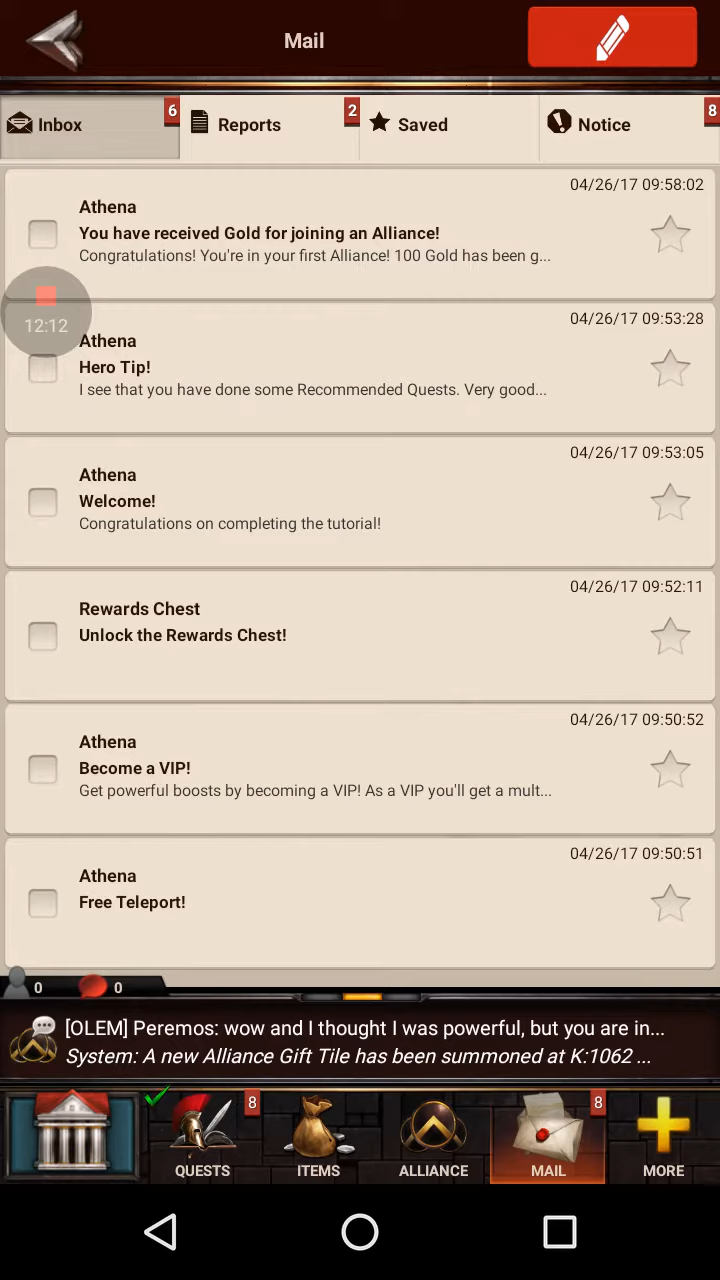 Mail
Inbox 6
Reports 2
Saved
Notice 8
04/26/17 09:58:02
Athena
You have received Gold for joining an Alliance!
Congratulations! You're in your first Alliance! 100 Gold has been g...
12:12
04/26/17 09:53:28
Athena
Hero Tip!
I see that you have done some Recommended Quests. Very good...
04/26/17 09:53:05
Athena
Welcome!
Congratulations on completing the tutorial!
04/26/17 09:52:11
Rewards Chest
Unlock the Rewards Chest!
04/26/17 09:50:52
Athena
Become a VIP!
Get powerful boosts by becoming a VIP! As a VIP you'll get a mult...
04/26/17 09:50:51
Athena
Free Teleport!
0 0
[OLEM] Peremos: wow and I thought I was powerful, but you are in...
System: A new Alliance Gift Tile has been summoned at K:1062 ...
8 8
QUESTS ITEMS ALLIANCE MAIL MORE